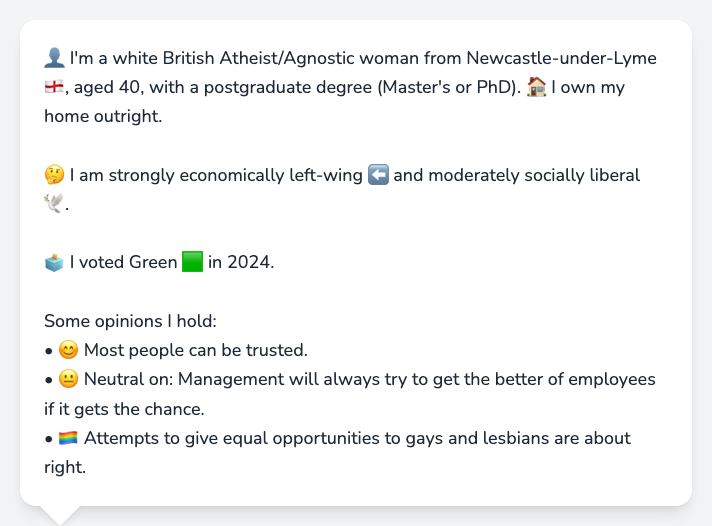 👤 I'm a white British Atheist/Agnostic woman from Newcastle-under-Lyme
🏴󠁧󠁢󠁥󠁮󠁧󠁿, aged 40, with a postgraduate degree (Master's or PhD). 🏠 I own my
home outright.
🤔 I am strongly economically left-wing ⬅️ and moderately socially liberal
🕊️.
🗳️ I voted Green 🟩 in 2024.
Some opinions I hold:
• 😊 Most people can be trusted.
• 😐 Neutral on: Management will always try to get the better of employees
if it gets the chance.
• 🏳️‍🌈 Attempts to give equal opportunities to gays and lesbians are about
right.